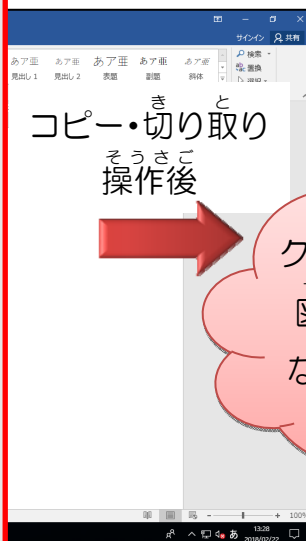 サインイン 共有
あア亜 あア亜 あア亜 あア亜 あア亜
見出し 1 見出し 2 表題 副題 斜体
検索
置換
選択
コピー・切り取り
き と
操作後
そうさご
ク
図
な
100%
あ
13:28
2018/02/22